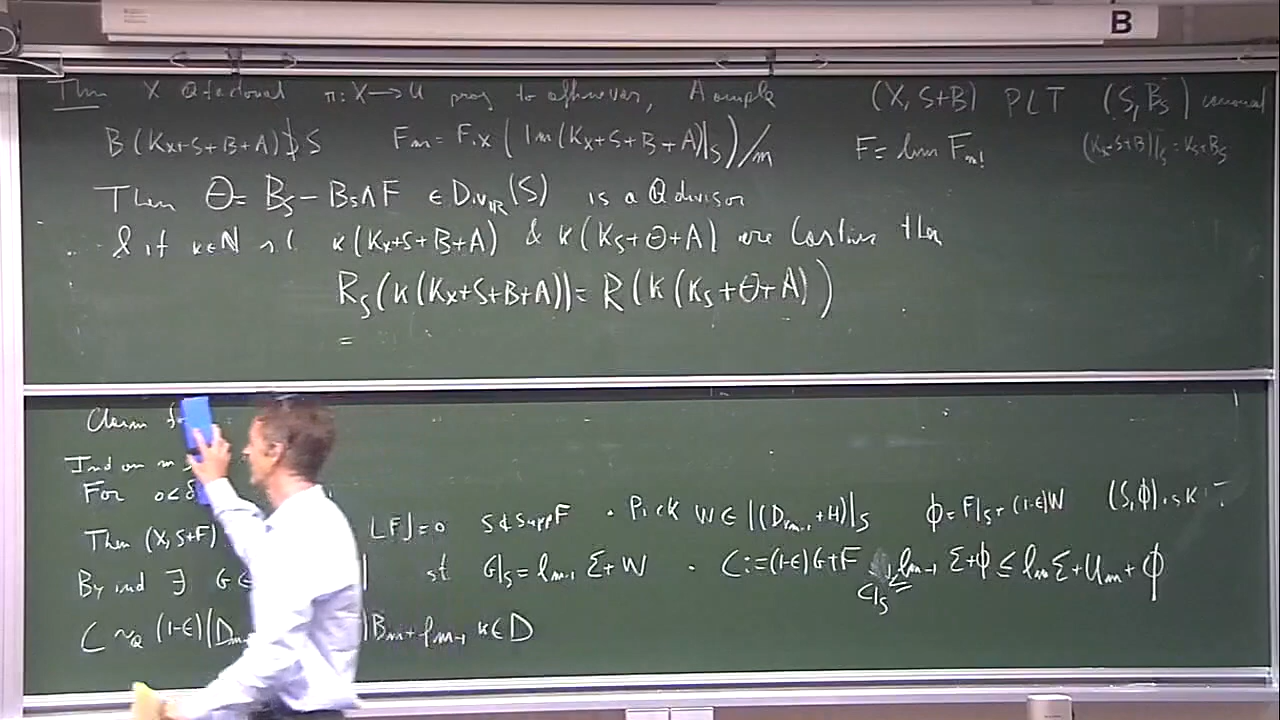 B
Thm X Q factorial π: X → U proj to affine var, A ample (X, S+B) PLT (S, B_S) canonical
B(K_X+S+B+A) ⊅ S F_m = Fix(|m(K_X+S+B+A)|_S)/m F = lim F_m! (K_X+S+B)|_S = K_S+B_S
Then Θ = B_S - B_S∧F ∈ Div_ℝ(S) is a Q divisor
& if k∈ℕ s.t. k(K_X+S+B+A) & k(K_S+Θ+A) are Cartier then
R_S(k(K_X+S+B+A)) = R(k(K_S+Θ+A))
=
Claim
Ind on m
For 0<δ
Then (X, S+F) ⌊F⌋=0 S⊄Supp F · Pick W∈|(D_{m-1}+H)|_S φ=F|_S+(1-ε)W (S,φ) is KLT
By ind ∃ G∈ st G|_S = l_{m-1} Σ+W · C:=(1-ε)G+F C|_S ≤ l_{m-1} Σ+φ ≤ l_m Σ+U_m+φ
C ~_Q (1-ε)(D_m